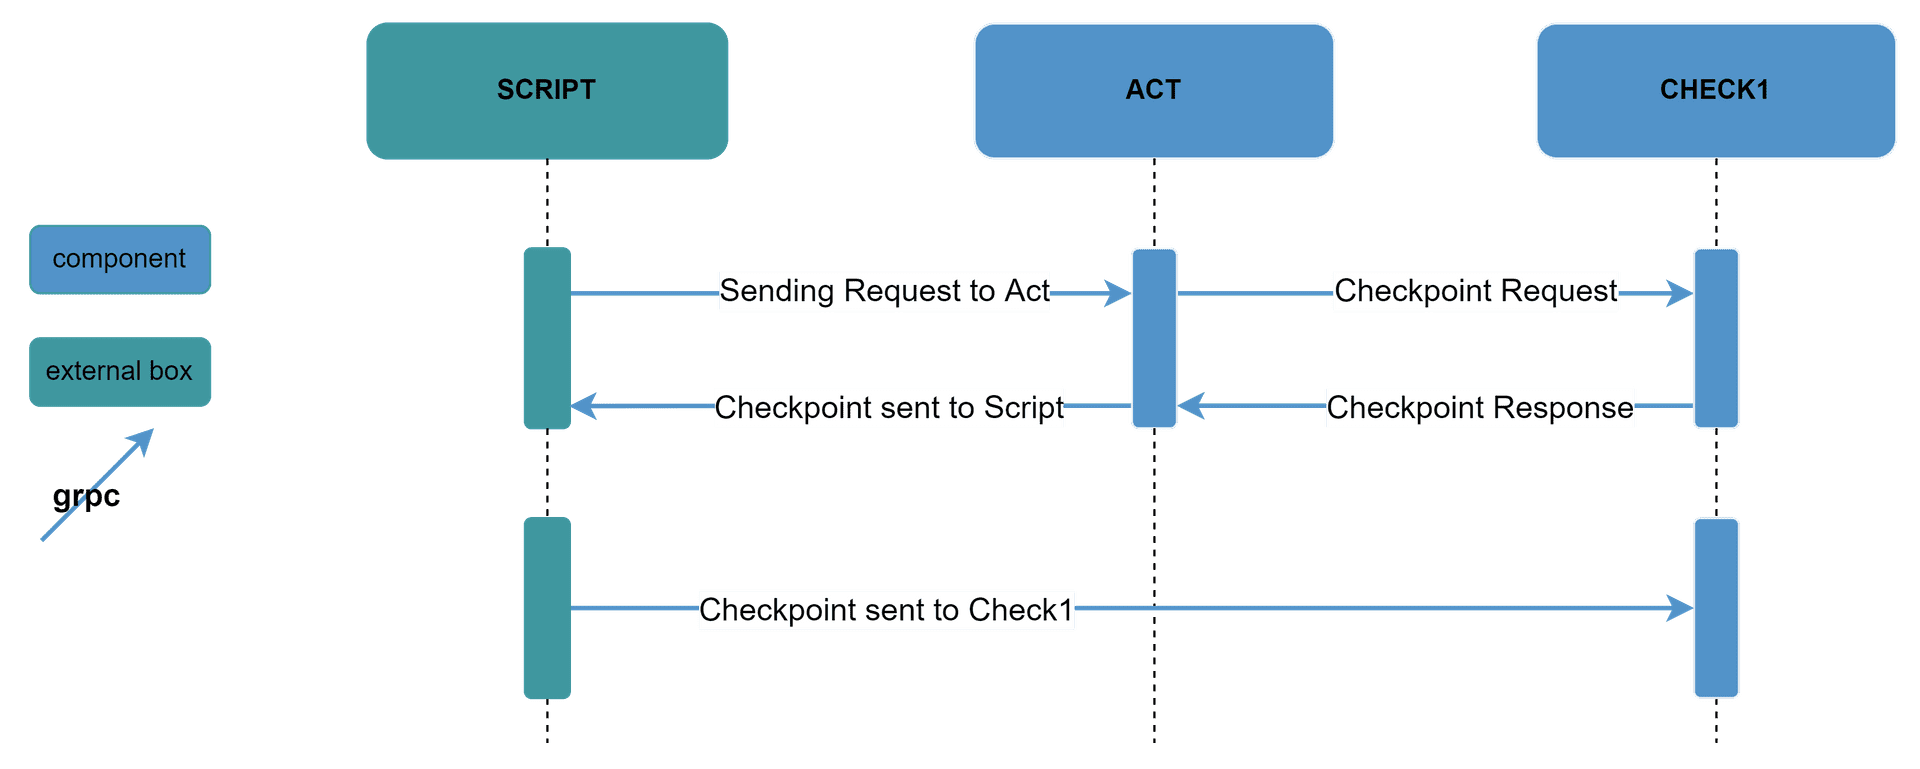 SCRIPT
ACT
CHECK1
component
external box
grpc
Sending Request to Act
Checkpoint Request
Checkpoint sent to Script
Checkpoint Response
Checkpoint sent to Check1